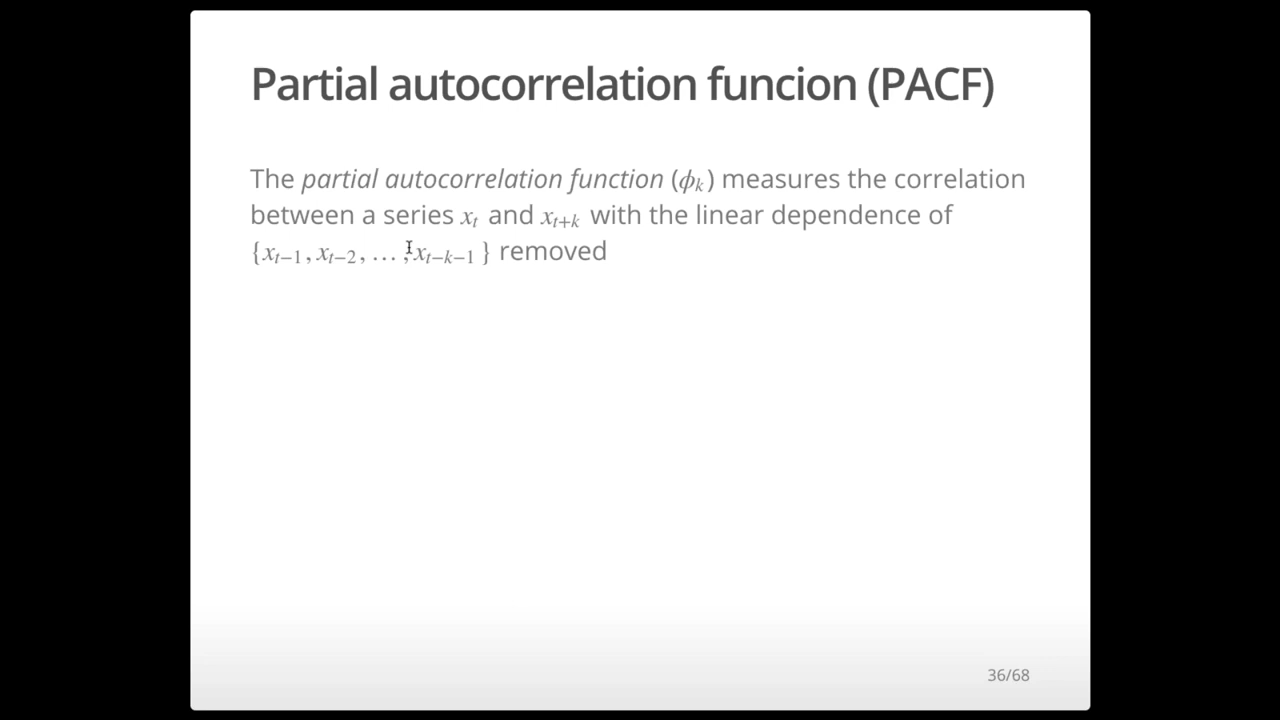 Partial autocorrelation funcion (PACF)
The partial autocorrelation function (ϕₖ) measures the correlation
between a series xₜ and xₜ₊ₖ with the linear dependence of
{xₜ₋₁, xₜ₋₂, … , xₜ₋ₖ₋₁} removed
36/68